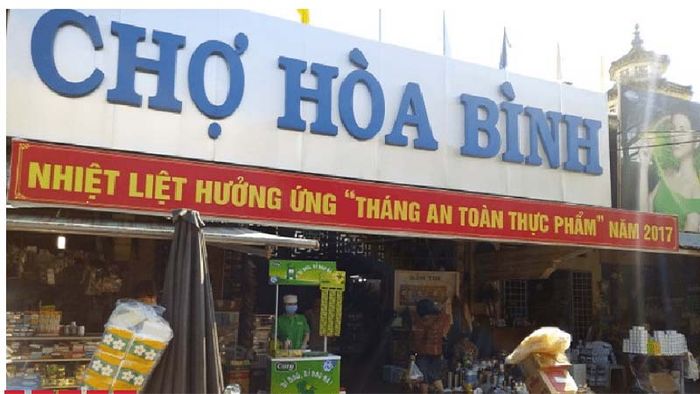 CHỢ HÒA BÌNH
NHIỆT LIỆT HƯỞNG ỨNG “THÁNG AN TOÀN THỰC PHẨM” NĂM 2017